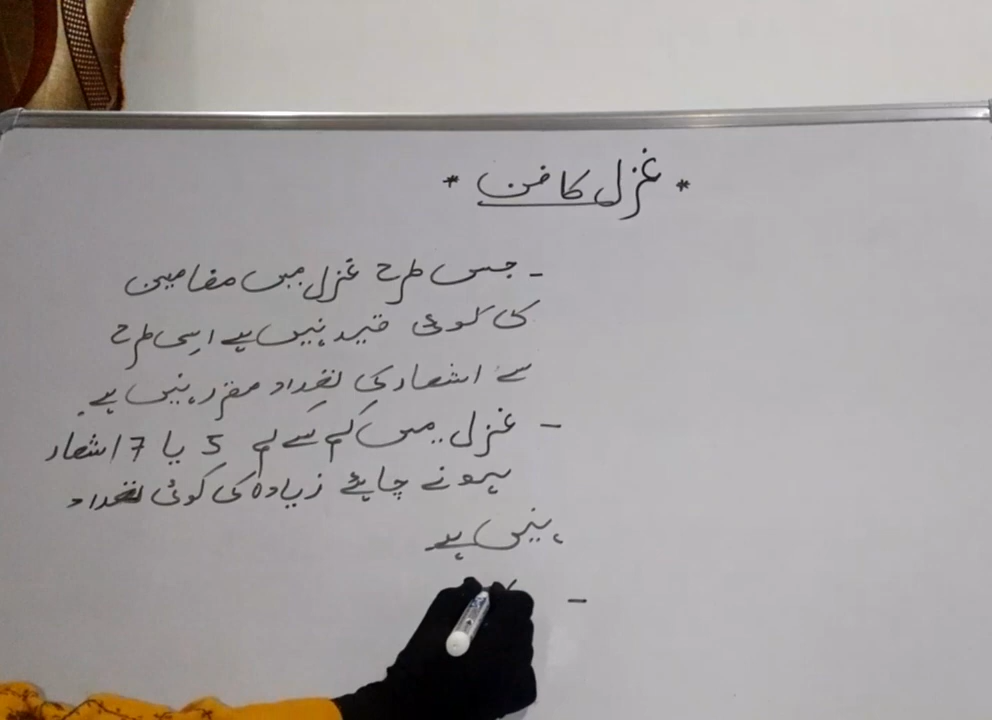 * غزل کا فن *
- جس طرح غزل میں مضامین
کی کوئی قید نہیں ہے اسی طرح
سے اشعار کی تعداد مقرر نہیں ہے۔
- غزل میں کم سے کم 5 یا 7 اشعار
ہونے چاہئے زیادہ کی کوئی تعداد
نہیں ہے
-